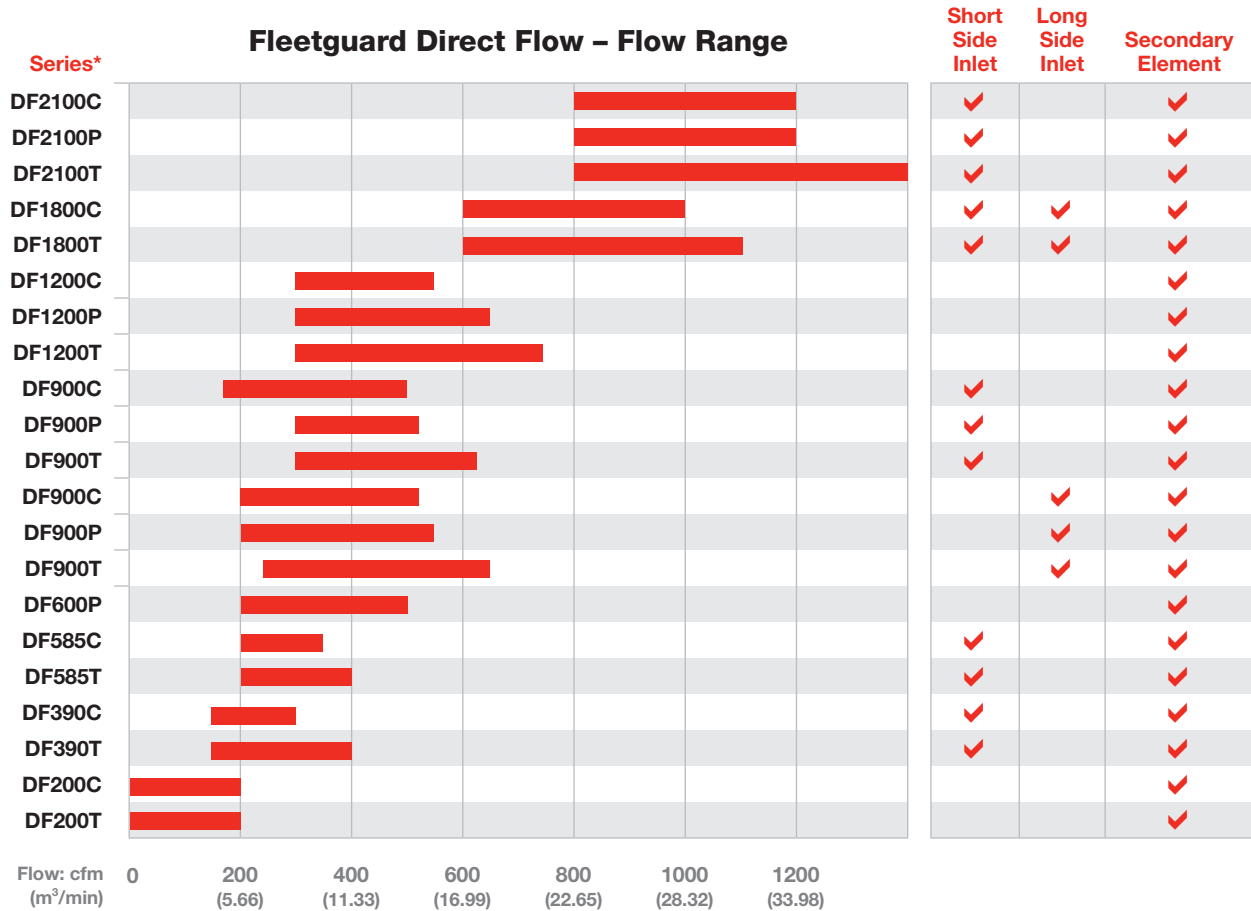 Fleetguard Direct Flow – Flow Range
Short
Side
Inlet
Long
Side
Inlet
Secondary
Element
Series*
DF2100C
DF2100P
DF2100T
DF1800C
DF1800T
DF1200C
DF1200P
DF1200T
DF900C
DF900P
DF900T
DF900C
DF900P
DF900T
DF600P
DF585C
DF585T
DF390C
DF390T
DF200C
DF200T
Flow: cfm 0 200 400 600 800 1000 1200
(m³/min) (5.66) (11.33) (16.99) (22.65) (28.32) (33.98)